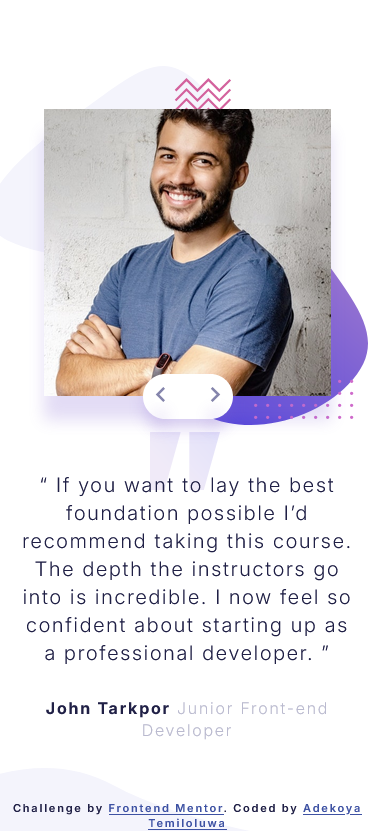 “ If you want to lay the best
foundation possible I’d
recommend taking this course.
The depth the instructors go
into is incredible. I now feel so
confident about starting up as
a professional developer. ”
John Tarkpor Junior Front-end
Developer
Challenge by Frontend Mentor. Coded by Adekoya
Temiloluwa